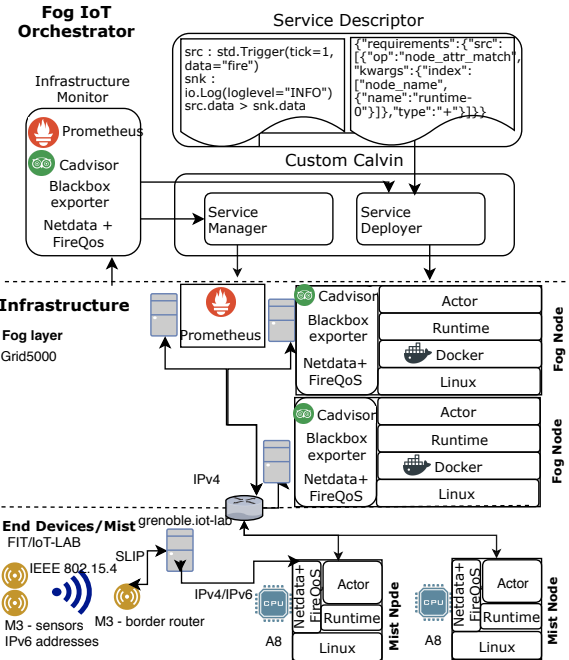 Fog IoT
Orchestrator
Service Descriptor
src : std.Trigger(tick=1,
data="fire")
snk :
io.Log(loglevel="INFO")
src.data > snk.data
{"requirements":{"src":
[{"op":"node_attr_match",
"kwargs":{"index":
["node_name",
{"name":"runtime-
0"}]},"type":"+"}]}}
Infrastructure
Monitor
Prometheus
Cadvisor
Blackbox
exporter
Netdata +
FireQos
Custom Calvin
Service
Manager
Service
Deployer
Infrastructure
Fog layer
Grid5000
Prometheus
Cadvisor
Blackbox
exporter
Netdata+
FireQoS
Actor
Runtime
Docker
Linux
Fog Node
Cadvisor
Blackbox
exporter
Netdata+
FireQoS
Actor
Runtime
Docker
Linux
Fog Node
IPv4
End Devices/Mist
grenoble.iot-lab
FIT/IoT-LAB
SLIP
IEEE 802.15.4
IPv4/IPv6
M3 - sensors
IPv6 addresses
M3 - border router
CPU
A8
Netdata+
FireQoS
Actor
Runtime
Linux
Mist Npde
CPU
A8
Netdata+
FireQoS
Actor
Runtime
Linux
Mist Node